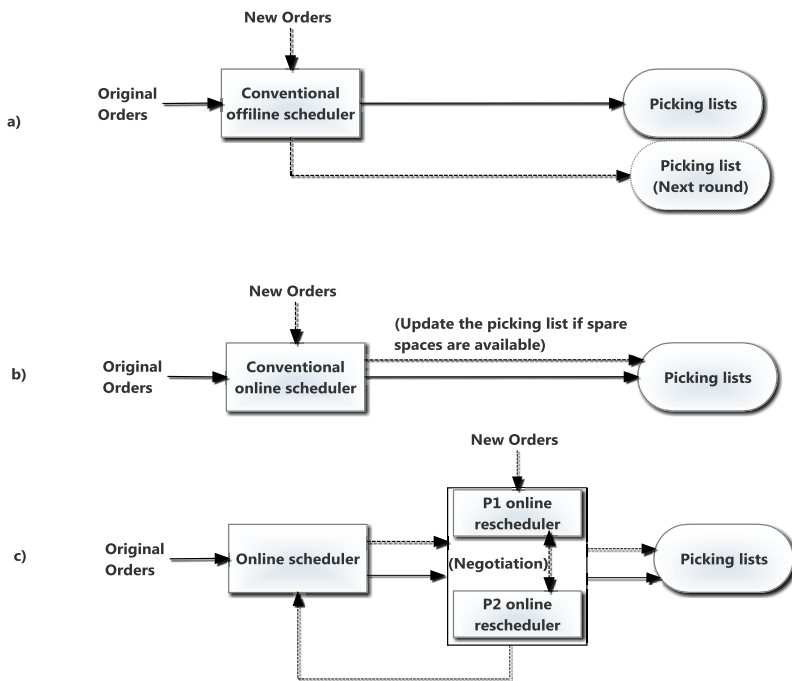 New Orders
Original
Orders
Conventional
offiline scheduler
Picking lists
a)
Picking list
(Next round)
New Orders
(Update the picking list if spare
spaces are available)
b)
Original
Orders
Conventional
online scheduler
Picking lists
New Orders
P1 online
rescheduler
c)
Original
Orders
Online scheduler
(Negotiation)
Picking lists
P2 online
rescheduler